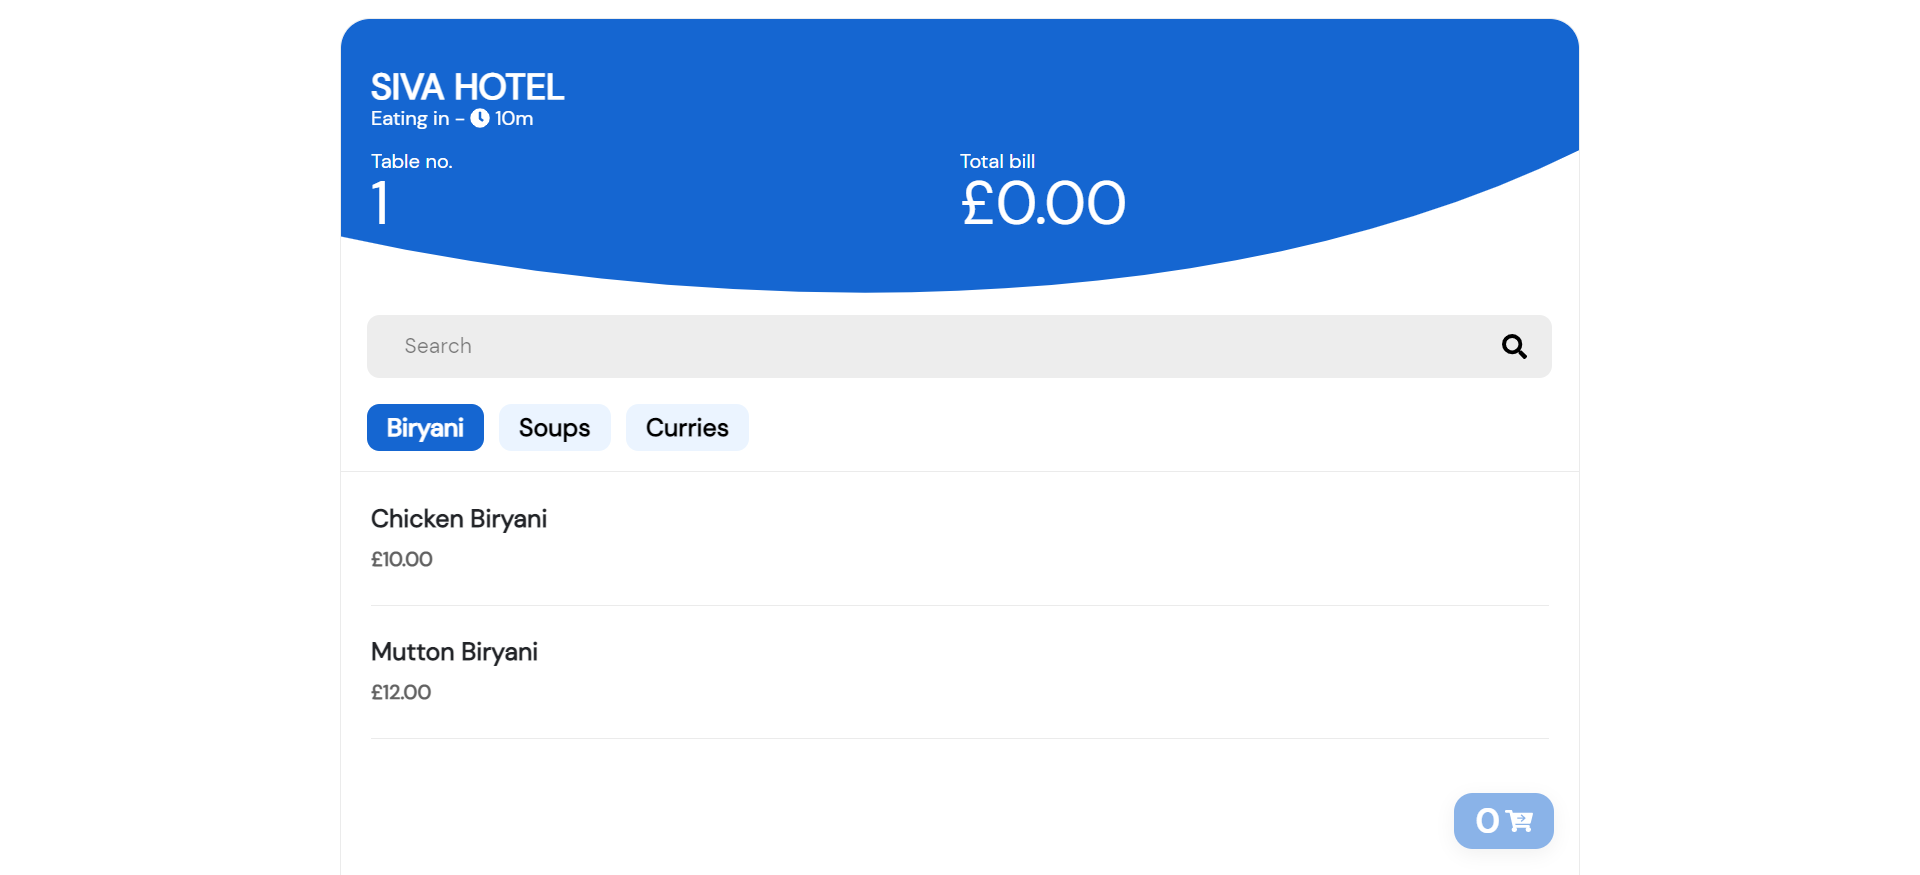 SIVA HOTEL
Eating in - 10m
Table no.
1
Total bill
£0.00
Search
Biryani
Soups
Curries
Chicken Biryani
£10.00
Mutton Biryani
£12.00
0